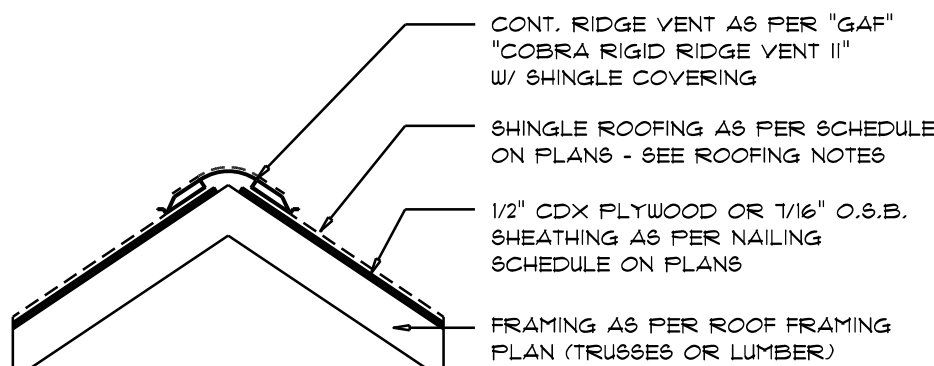 CONT. RIDGE VENT AS PER "GAF"
"COBRA RIGID RIDGE VENT II"
W/ SHINGLE COVERING
SHINGLE ROOFING AS PER SCHEDULE
ON PLANS - SEE ROOFING NOTES
1/2" CDX PLYWOOD OR 7/16" O.S.B.
SHEATHING AS PER NAILING
SCHEDULE ON PLANS
FRAMING AS PER ROOF FRAMING
PLAN (TRUSSES OR LUMBER)